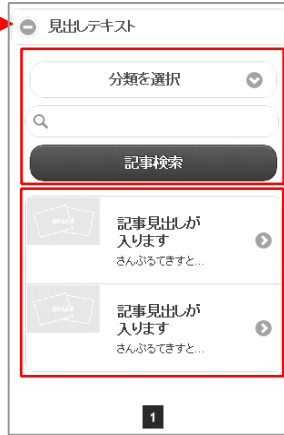 見出しテキスト
分類を選択
記事検索
記事見出しが
入ります
さんぷるてきすと...
記事見出しが
入ります
さんぷるてきすと...
1